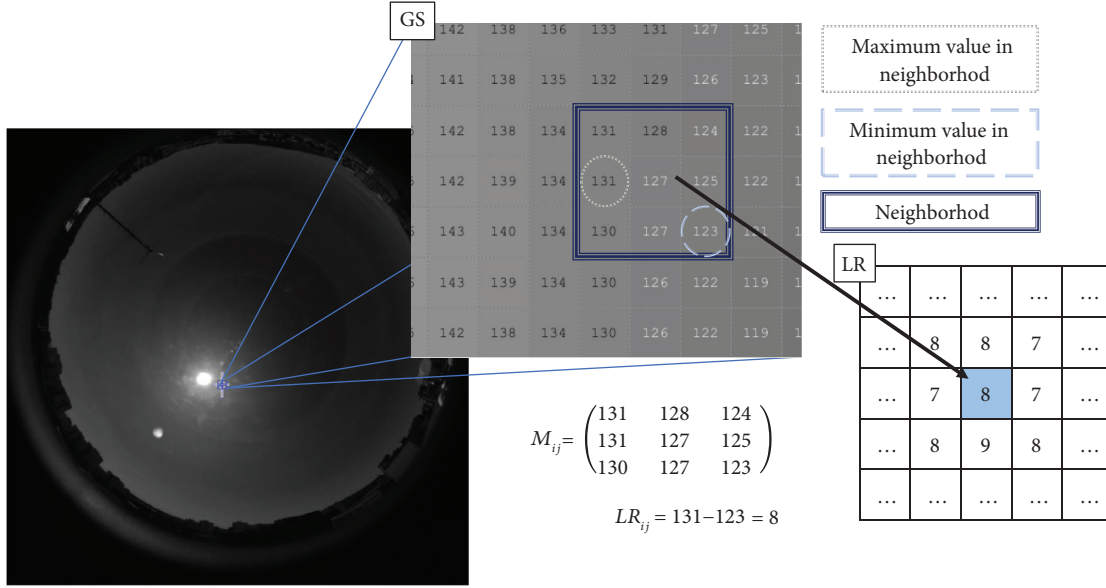 GS
142 138 136 133 131 127 125
141 138 135 132 129 126 123
142 138 134 131 128 124 122
142 139 134 131 127 125 122
143 140 134 130 127 123 121
143 139 134 130 126 122 119
142 138 134 130 126 122 119
Maximum value in
neighborhod
Minimum value in
neighborhod
Neighborhod
LR
... ... ... ... ...
... 8 8 7 ...
... 7 8 7 ...
... 8 9 8 ...
... ... ... ... ...
131 128 124
M_ij = 131 127 125
130 127 123
LR_ij = 131–123 = 8